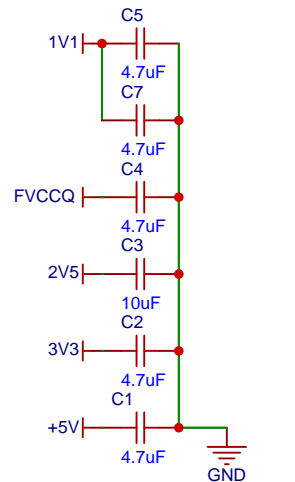 C5
1V1
4.7uF
C7
4.7uF
C4
FVCCQ
4.7uF
C3
2V5
10uF
C2
3V3
4.7uF
C1
+5V
4.7uF
GND